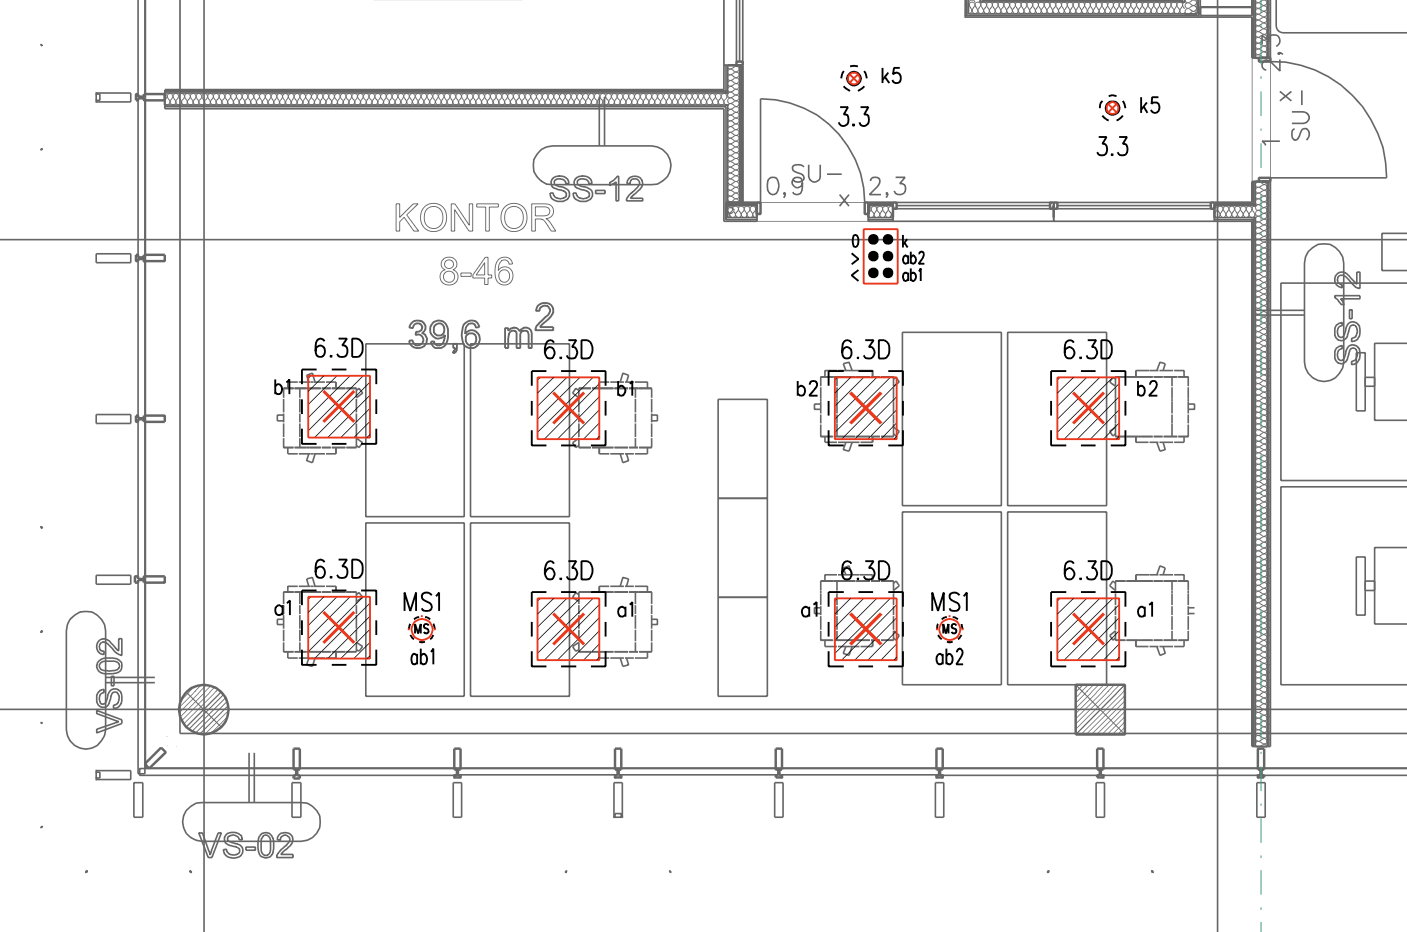 k5
3.3
k5
3.3
SU-
x
2,3
1
SU-
0,9 x 2,3
SS-12
KONTOR
8-46
39,6 m2
0 k
> ab2
< ab1
SS-12
6.3D
b1
6.3D
b1
6.3D
b2
6.3D
b2
6.3D
a1
MS1
MS
ab1
6.3D
a1
6.3D
a1
MS1
MS
ab2
6.3D
a1
VS-02
VS-02